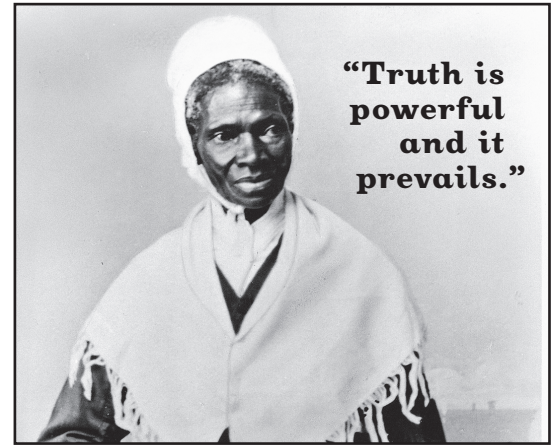 “Truth is
powerful
and it
prevails.”